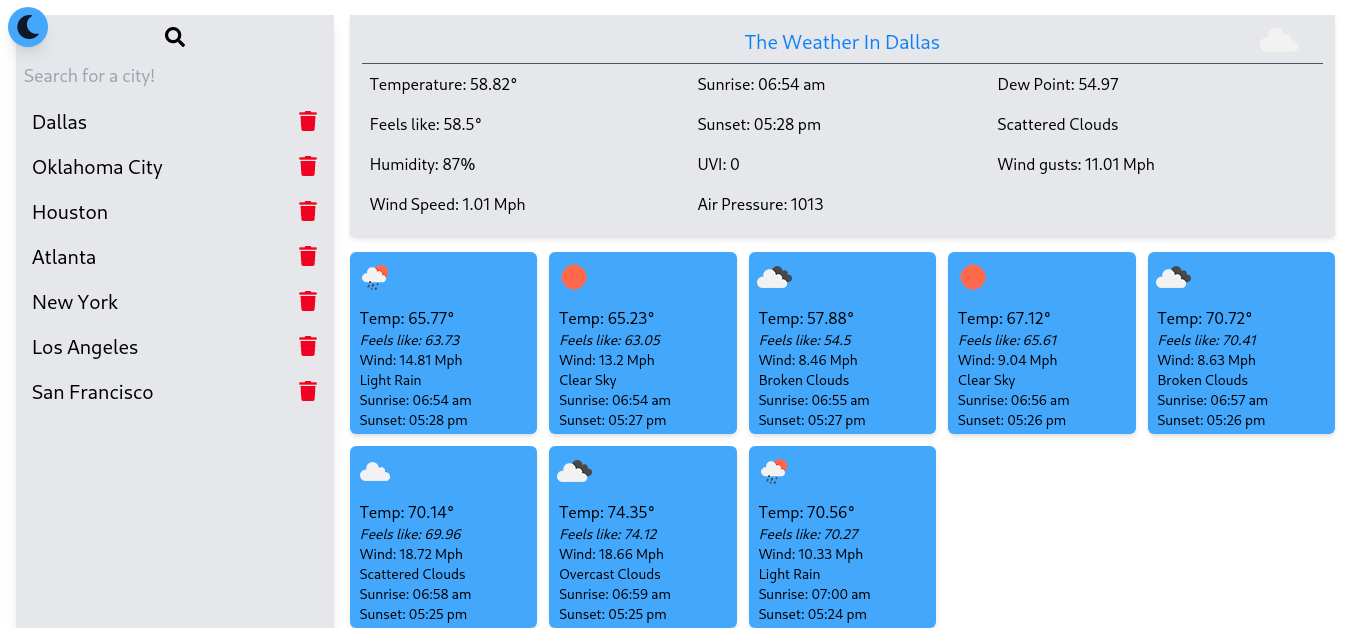 Search for a city!
Dallas
Oklahoma City
Houston
Atlanta
New York
Los Angeles
San Francisco
The Weather In Dallas
Temperature: 58.82°
Sunrise: 06:54 am
Dew Point: 54.97
Feels like: 58.5°
Sunset: 05:28 pm
Scattered Clouds
Humidity: 87%
UVI: 0
Wind gusts: 11.01 Mph
Wind Speed: 1.01 Mph
Air Pressure: 1013
Temp: 65.77°
Feels like: 63.73
Wind: 14.81 Mph
Light Rain
Sunrise: 06:54 am
Sunset: 05:28 pm
Temp: 65.23°
Feels like: 63.05
Wind: 13.2 Mph
Clear Sky
Sunrise: 06:54 am
Sunset: 05:27 pm
Temp: 57.88°
Feels like: 54.5
Wind: 8.46 Mph
Broken Clouds
Sunrise: 06:55 am
Sunset: 05:27 pm
Temp: 67.12°
Feels like: 65.61
Wind: 9.04 Mph
Clear Sky
Sunrise: 06:56 am
Sunset: 05:26 pm
Temp: 70.72°
Feels like: 70.41
Wind: 8.63 Mph
Broken Clouds
Sunrise: 06:57 am
Sunset: 05:26 pm
Temp: 70.14°
Feels like: 69.96
Wind: 18.72 Mph
Scattered Clouds
Sunrise: 06:58 am
Sunset: 05:25 pm
Temp: 74.35°
Feels like: 74.12
Wind: 18.66 Mph
Overcast Clouds
Sunrise: 06:59 am
Sunset: 05:25 pm
Temp: 70.56°
Feels like: 70.27
Wind: 10.33 Mph
Light Rain
Sunrise: 07:00 am
Sunset: 05:24 pm